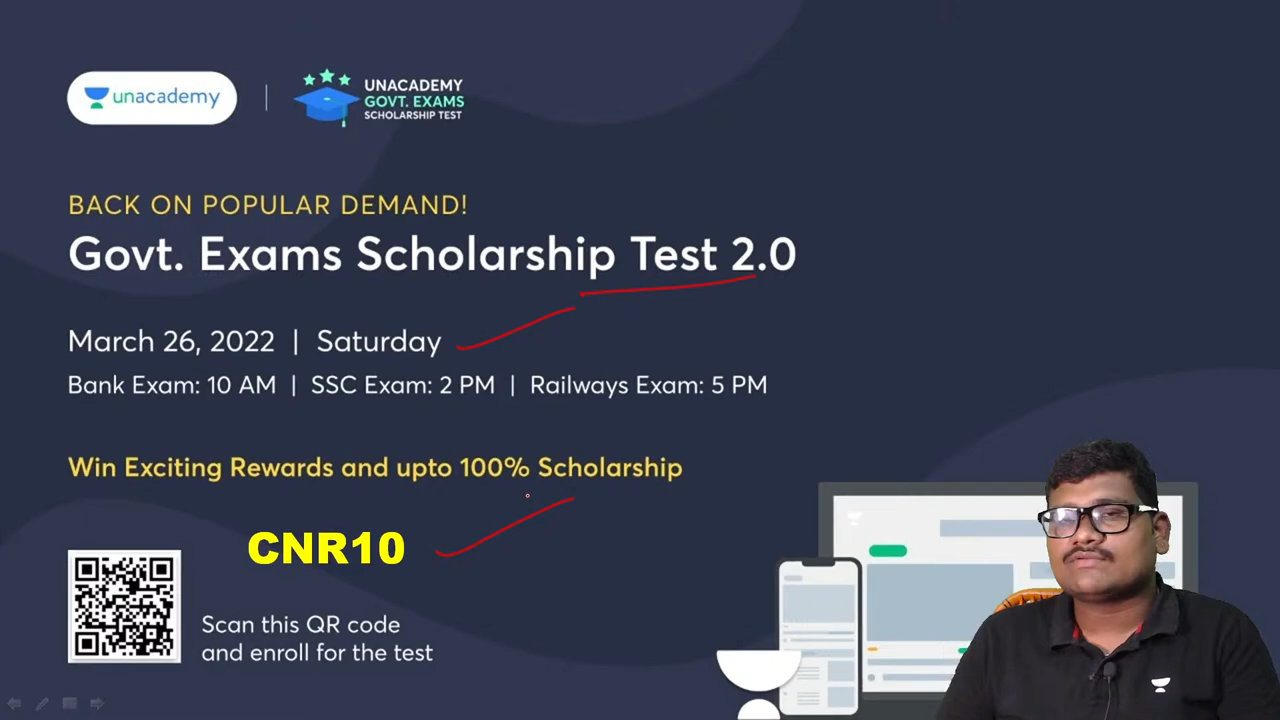 unacademy
UNACADEMY
GOVT. EXAMS
SCHOLARSHIP TEST
BACK ON POPULAR DEMAND!
Govt. Exams Scholarship Test 2.0
March 26, 2022 | Saturday
Bank Exam: 10 AM | SSC Exam: 2 PM | Railways Exam: 5 PM
Win Exciting Rewards and upto 100% Scholarship
CNR10
Scan this QR code
and enroll for the test